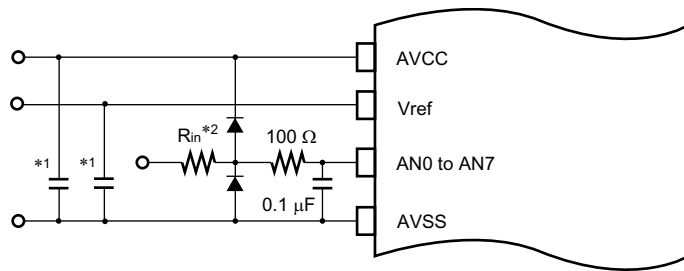 AVCC
Vref
Rin*2
100 Ω
*1
*1
AN0 to AN7
0.1 μF
AVSS